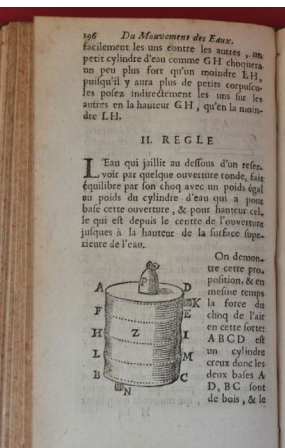 196 Du Mouvement des Eaux.
facilement les uns contre les autres, un
petit cylindre d'eau comme GH choquera
un peu plus fort qu'un moindre LH,
puisqu'il y aura plus de petits corpuscu-
les posez indirectement les uns sur les
autres en la hauteur GH, qu'en la moin-
dre LH.
II. REGLE
L'Eau qui jaillit au dessous d'un reser-
voir par quelque ouverture ronde, fait
équilibre par son choq avec un poids égal
au poids du cylindre d'eau qui a pour
base cette ouverture, & pour hauteur cel-
le qui est depuis le centre de l'ouverture
jusques à la hauteur de la surface supe-
rieure de l'eau.
On demon-
tre cette pro-
position, & en
mesme temps
la force du
choq de l'air
en cette sorte:
ABCD est
un cylindre
creux dont les
deux bases A
D, BC sont
de bois, & le
A D
K
F E
H Z I
L M
B C
N